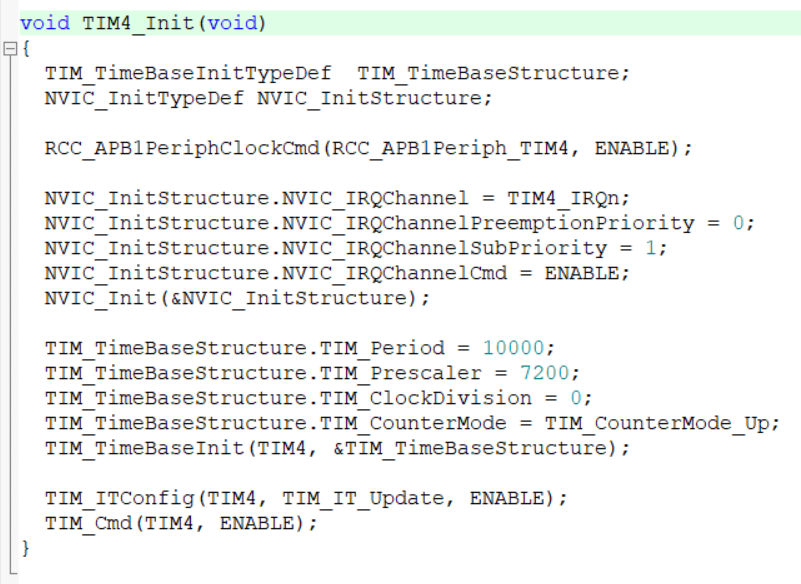 void TIM4_Init(void)
{
  TIM_TimeBaseInitTypeDef  TIM_TimeBaseStructure;
  NVIC_InitTypeDef NVIC_InitStructure;

  RCC_APB1PeriphClockCmd(RCC_APB1Periph_TIM4, ENABLE);

  NVIC_InitStructure.NVIC_IRQChannel = TIM4_IRQn;
  NVIC_InitStructure.NVIC_IRQChannelPreemptionPriority = 0;
  NVIC_InitStructure.NVIC_IRQChannelSubPriority = 1;
  NVIC_InitStructure.NVIC_IRQChannelCmd = ENABLE;
  NVIC_Init(&NVIC_InitStructure);

  TIM_TimeBaseStructure.TIM_Period = 10000;
  TIM_TimeBaseStructure.TIM_Prescaler = 7200;
  TIM_TimeBaseStructure.TIM_ClockDivision = 0;
  TIM_TimeBaseStructure.TIM_CounterMode = TIM_CounterMode_Up;
  TIM_TimeBaseInit(TIM4, &TIM_TimeBaseStructure);

  TIM_ITConfig(TIM4, TIM_IT_Update, ENABLE);
  TIM_Cmd(TIM4, ENABLE);
}